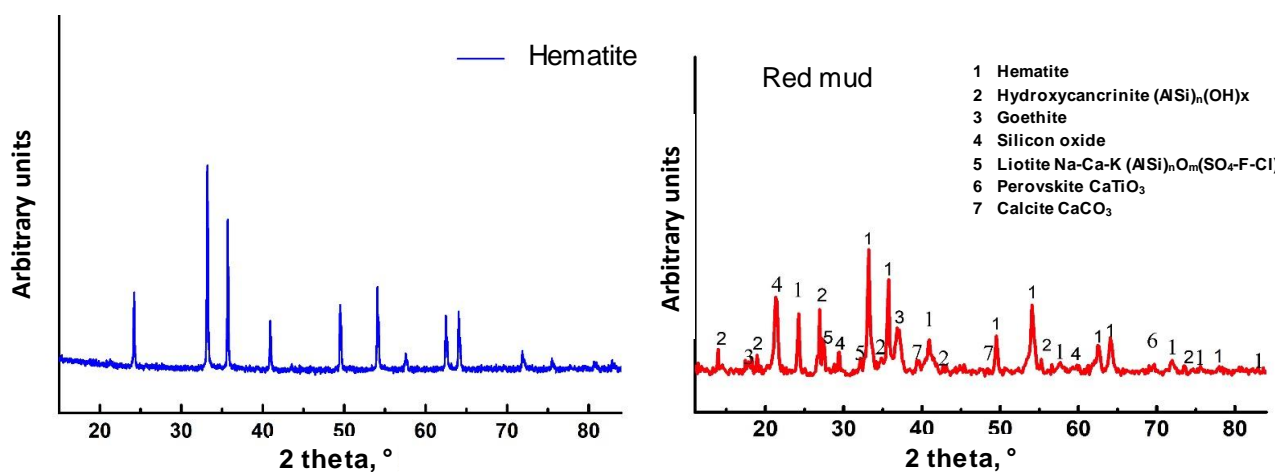 Hematite
Arbitrary units
20 30 40 50 60 70 80
2 theta, °
Red mud
1 Hematite
2 Hydroxycancrinite (AlSi)ₙ(OH)x
3 Goethite
4 Silicon oxide
5 Liotite Na-Ca-K (AlSi)ₙOₘ(SO₄-F-Cl)
6 Perovskite CaTiO₃
7 Calcite CaCO₃
Arbitrary units
2 3 2 4 1 2 5 4 5 1 2 1 3 7 1 2 7 1 1 2 1 4 1 1 6 1 2 1 1 1
20 30 40 50 60 70 80
2 theta, °